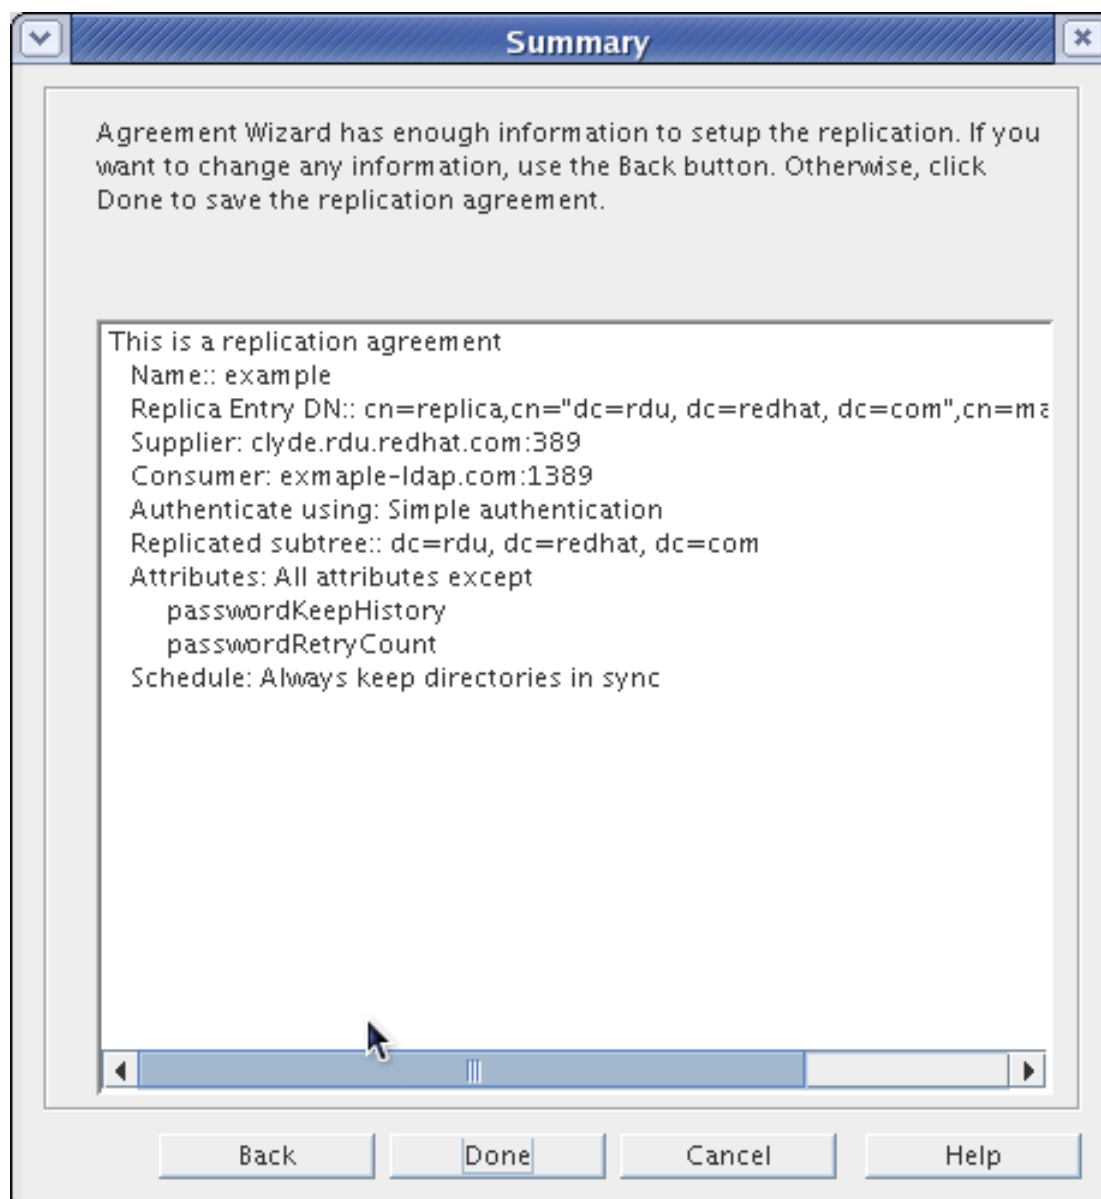 Summary
Agreement Wizard has enough information to setup the replication. If you
want to change any information, use the Back button. Otherwise, click
Done to save the replication agreement.
This is a replication agreement
Name:: example
Replica Entry DN:: cn=replica,cn="dc=rdu, dc=redhat, dc=com",cn=ma
Supplier: clyde.rdu.redhat.com:389
Consumer: exmaple-ldap.com:1389
Authenticate using: Simple authentication
Replicated subtree:: dc=rdu, dc=redhat, dc=com
Attributes: All attributes except
passwordKeepHistory
passwordRetryCount
Schedule: Always keep directories in sync
Back Done Cancel Help